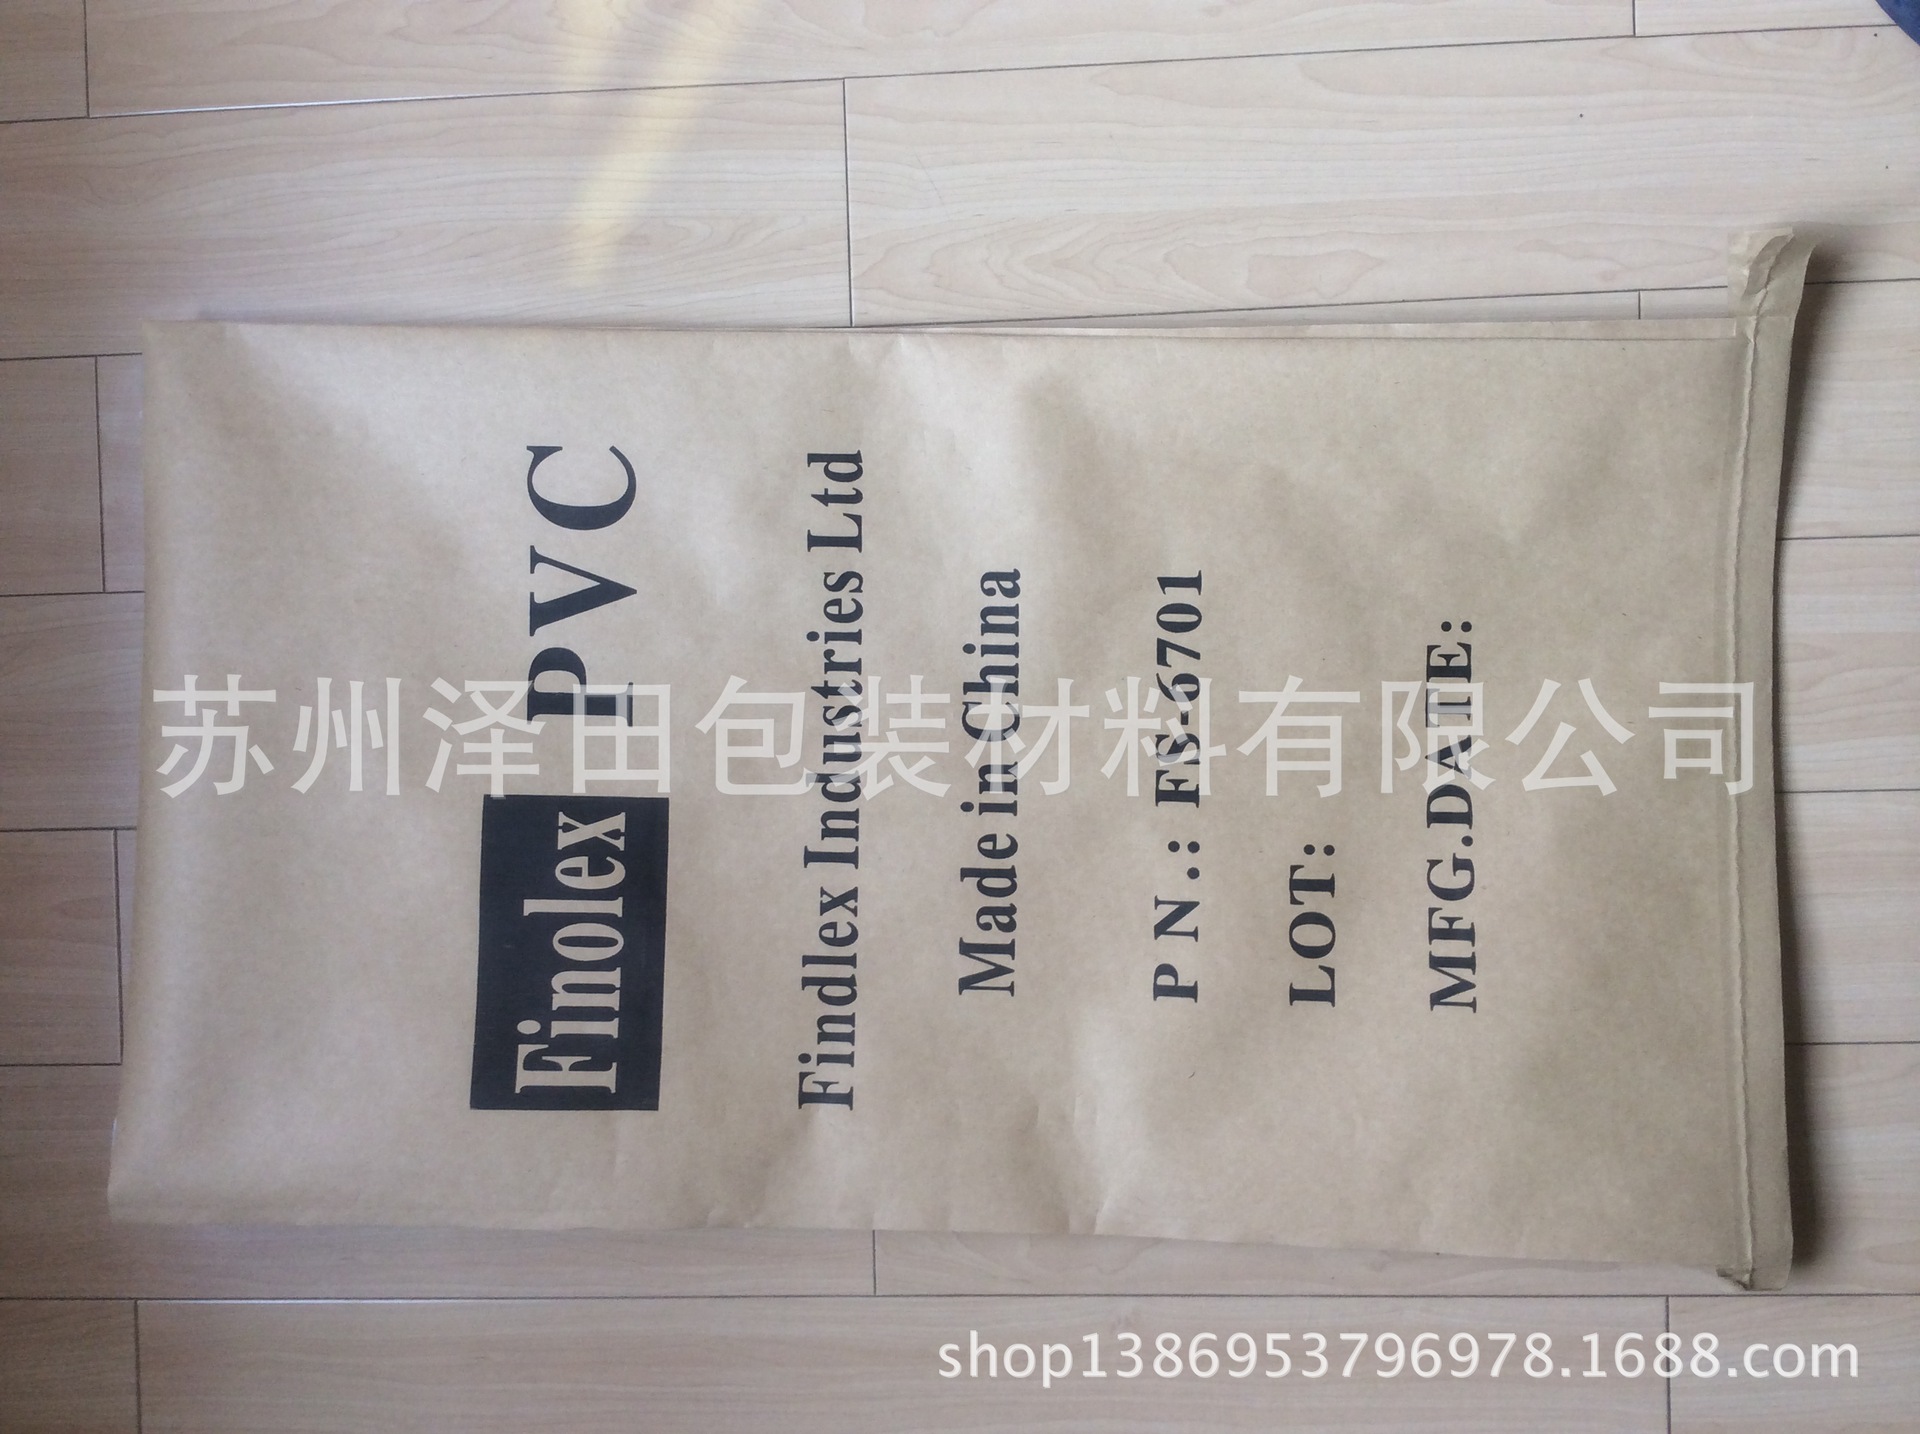 Finolex PVC
Findlex Industries Ltd
Made in China
P N.: FS-6701
LOT:
MFG.DATE:
苏州泽田包装材料有限公司
shop1386953796978.1688.com